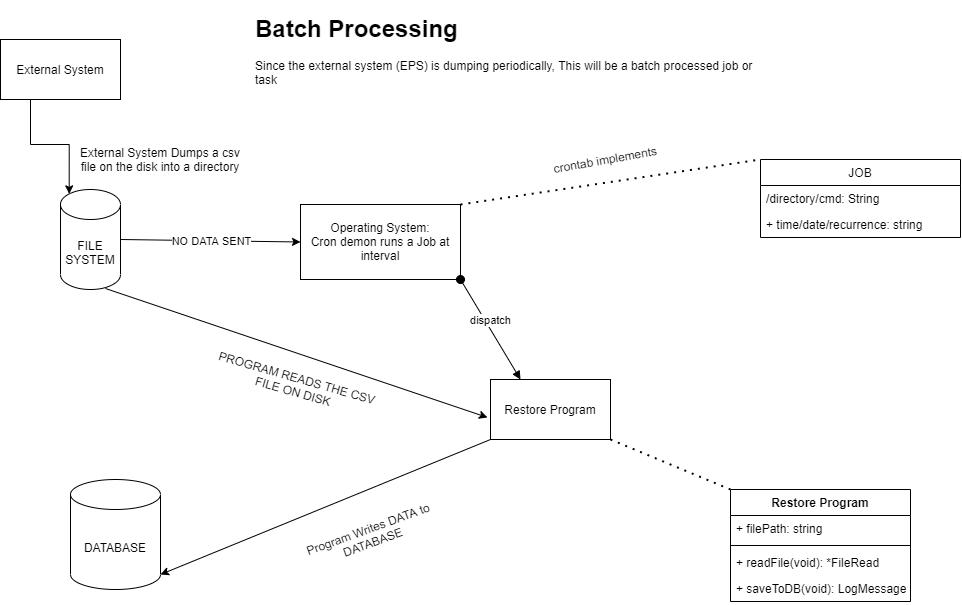 Batch Processing
Since the external system (EPS) is dumping periodically, This will be a batch processed job or
task
External System
External System Dumps a csv
file on the disk into a directory
crontab implements
JOB
/directory/cmd: String
+ time/date/recurrence: string
FILE
SYSTEM
NO DATA SENT
Operating System:
Cron demon runs a Job at
interval
dispatch
PROGRAM READS THE CSV
FILE ON DISK
Restore Program
Restore Program
+ filePath: string
+ readFile(void): *FileRead
+ saveToDB(void): LogMessage
Program Writes DATA to
DATABASE
DATABASE